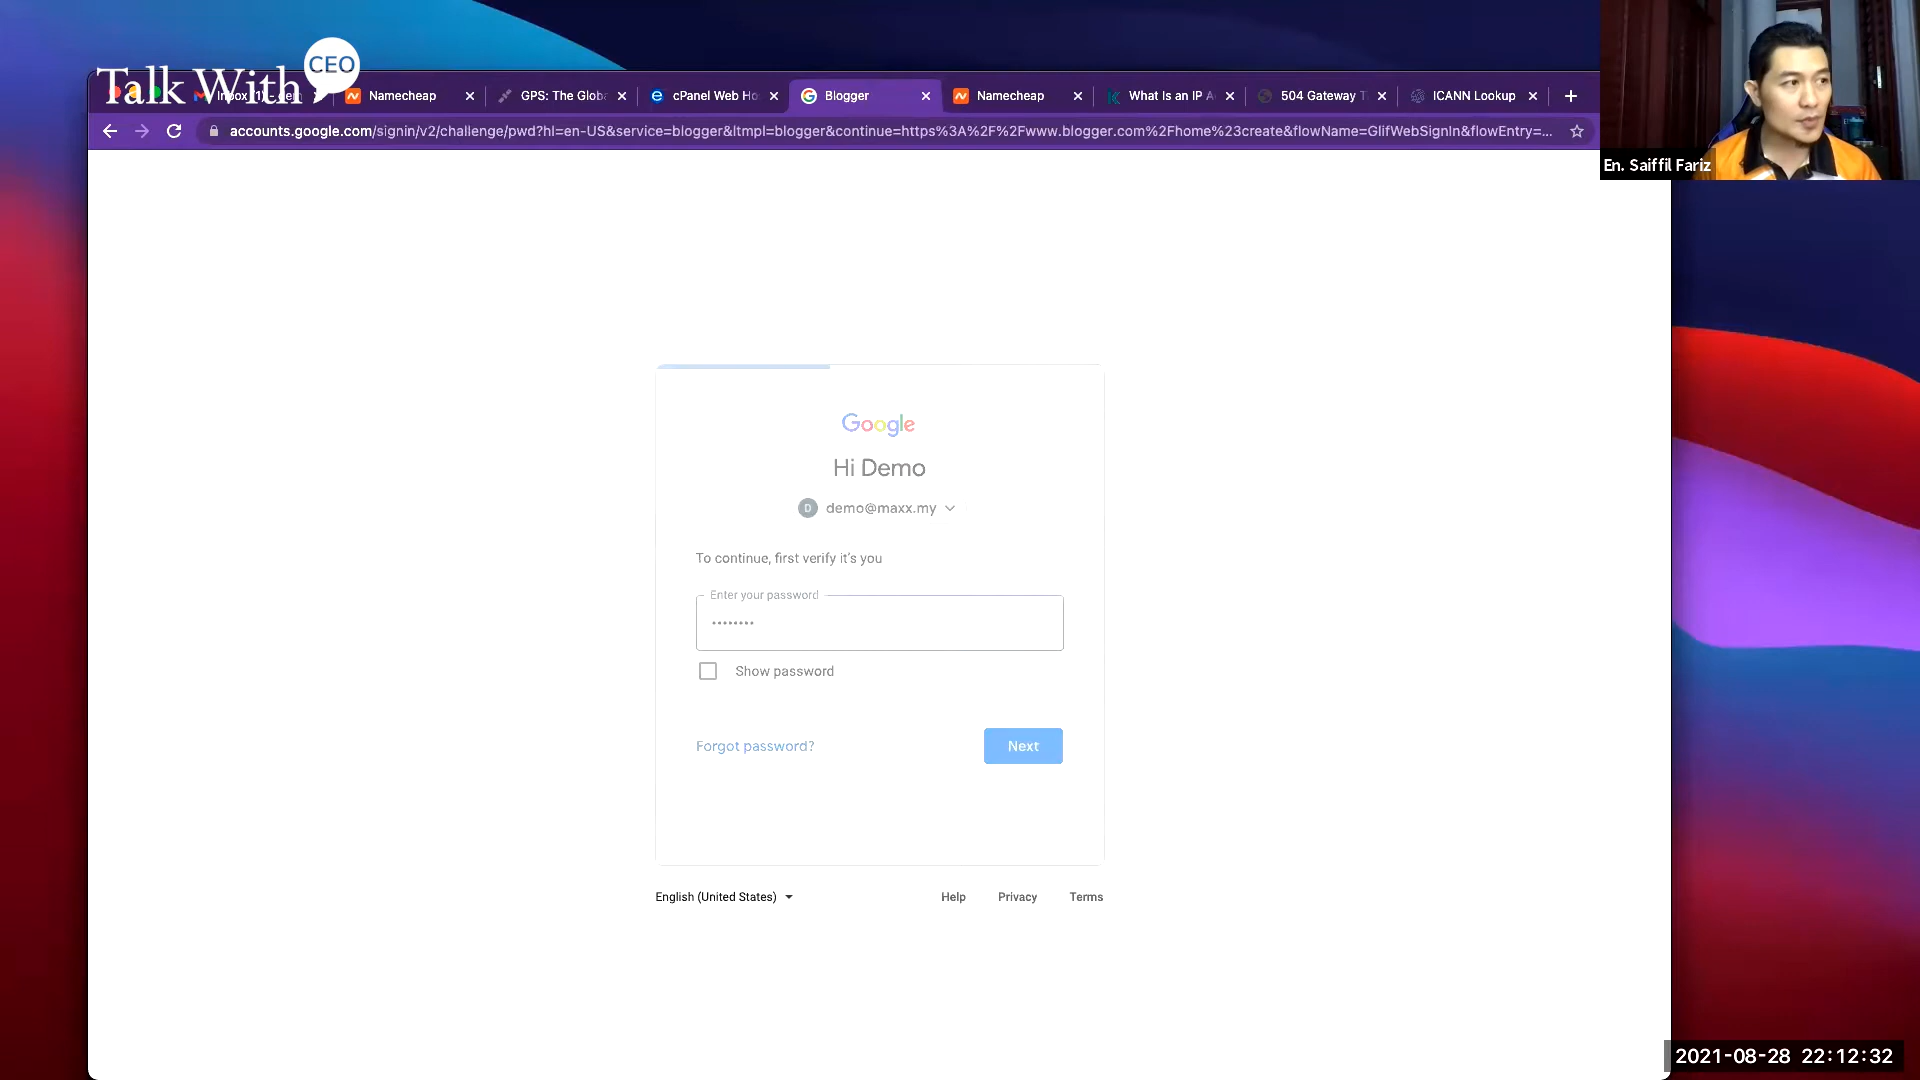 Talk With CEO
Inbox (1)
Namecheap
GPS: The Globa
cPanel Web Ho
Blogger
Namecheap
What Is an IP A
504 Gateway T
ICANN Lookup
accounts.google.com/signin/v2/challenge/pwd?hl=en-US&service=blogger&ltmpl=blogger&continue=https%3A%2F%2Fwww.blogger.com%2Fhome%23create&flowName=GlifWebSignIn&flowEntry=...
En. Saiffil Fariz
Google
Hi Demo
D demo@maxx.my
To continue, first verify it's you
Enter your password
••••••••
Show password
Forgot password?
Next
English (United States)
Help
Privacy
Terms
2021-08-28 22:12:32